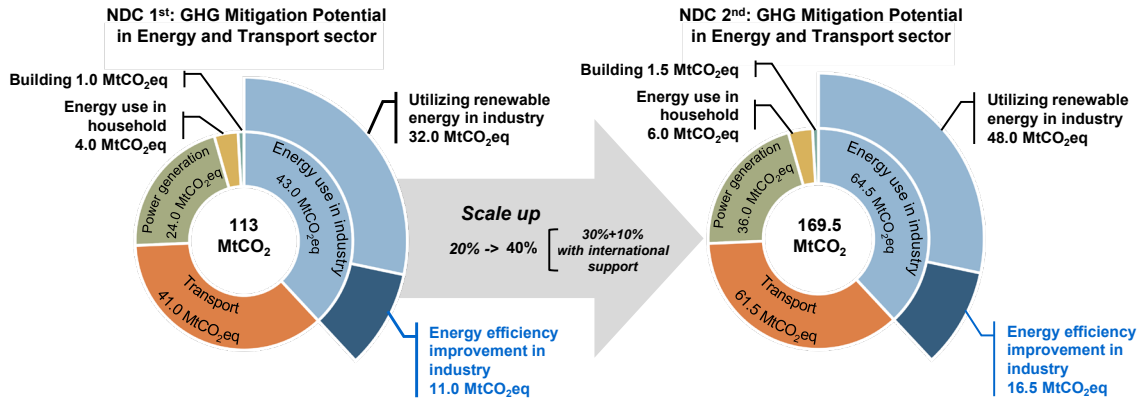 NDC 1st: GHG Mitigation Potential
in Energy and Transport sector
Building 1.0 MtCO2eq
Energy use in
household
4.0 MtCO2eq
Utilizing renewable
energy in industry
32.0 MtCO2eq
Power generation
24.0 MtCO2eq
Energy use in industry
43.0 MtCO2eq
113
MtCO2
Transport
41.0 MtCO2eq
Energy efficiency
improvement in
industry
11.0 MtCO2eq
Scale up
20% -> 40%
30%+10%
with international
support
NDC 2nd: GHG Mitigation Potential
in Energy and Transport sector
Building 1.5 MtCO2eq
Energy use in
household
6.0 MtCO2eq
Utilizing renewable
energy in industry
48.0 MtCO2eq
Power generation
36.0 MtCO2eq
Energy use in industry
64.5 MtCO2eq
169.5
MtCO2
Transport
61.5 MtCO2eq
Energy efficiency
improvement in
industry
16.5 MtCO2eq